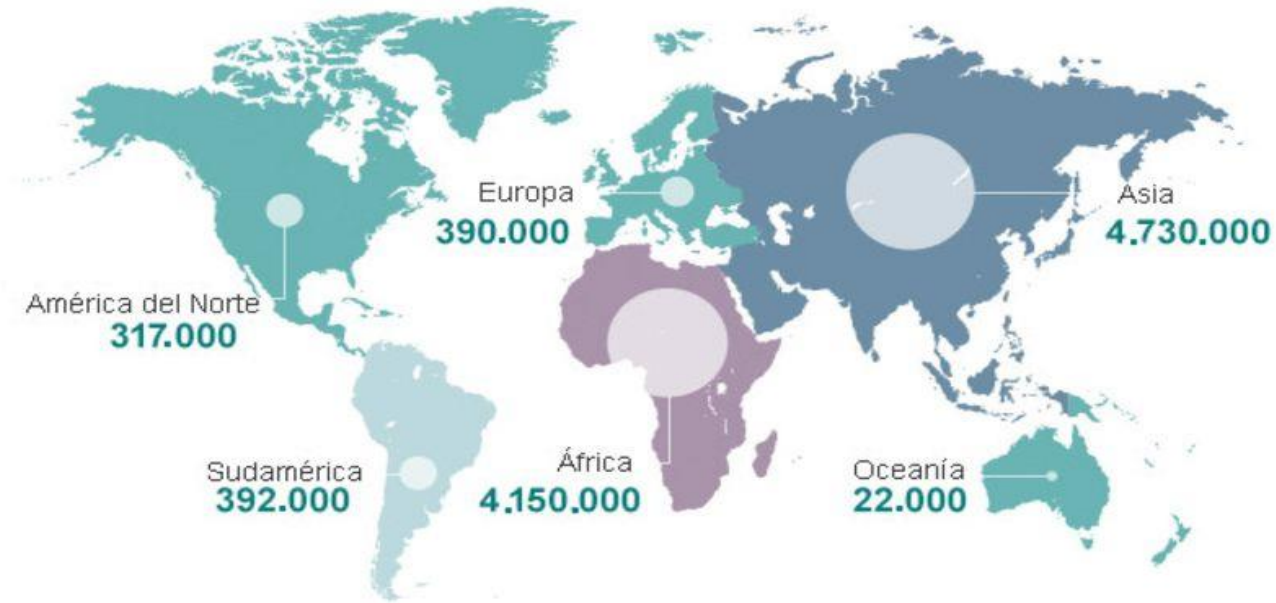 Europa
390.000
Asia
4.730.000
América del Norte
317.000
Sudamérica
392.000
África
4.150.000
Oceanía
22.000